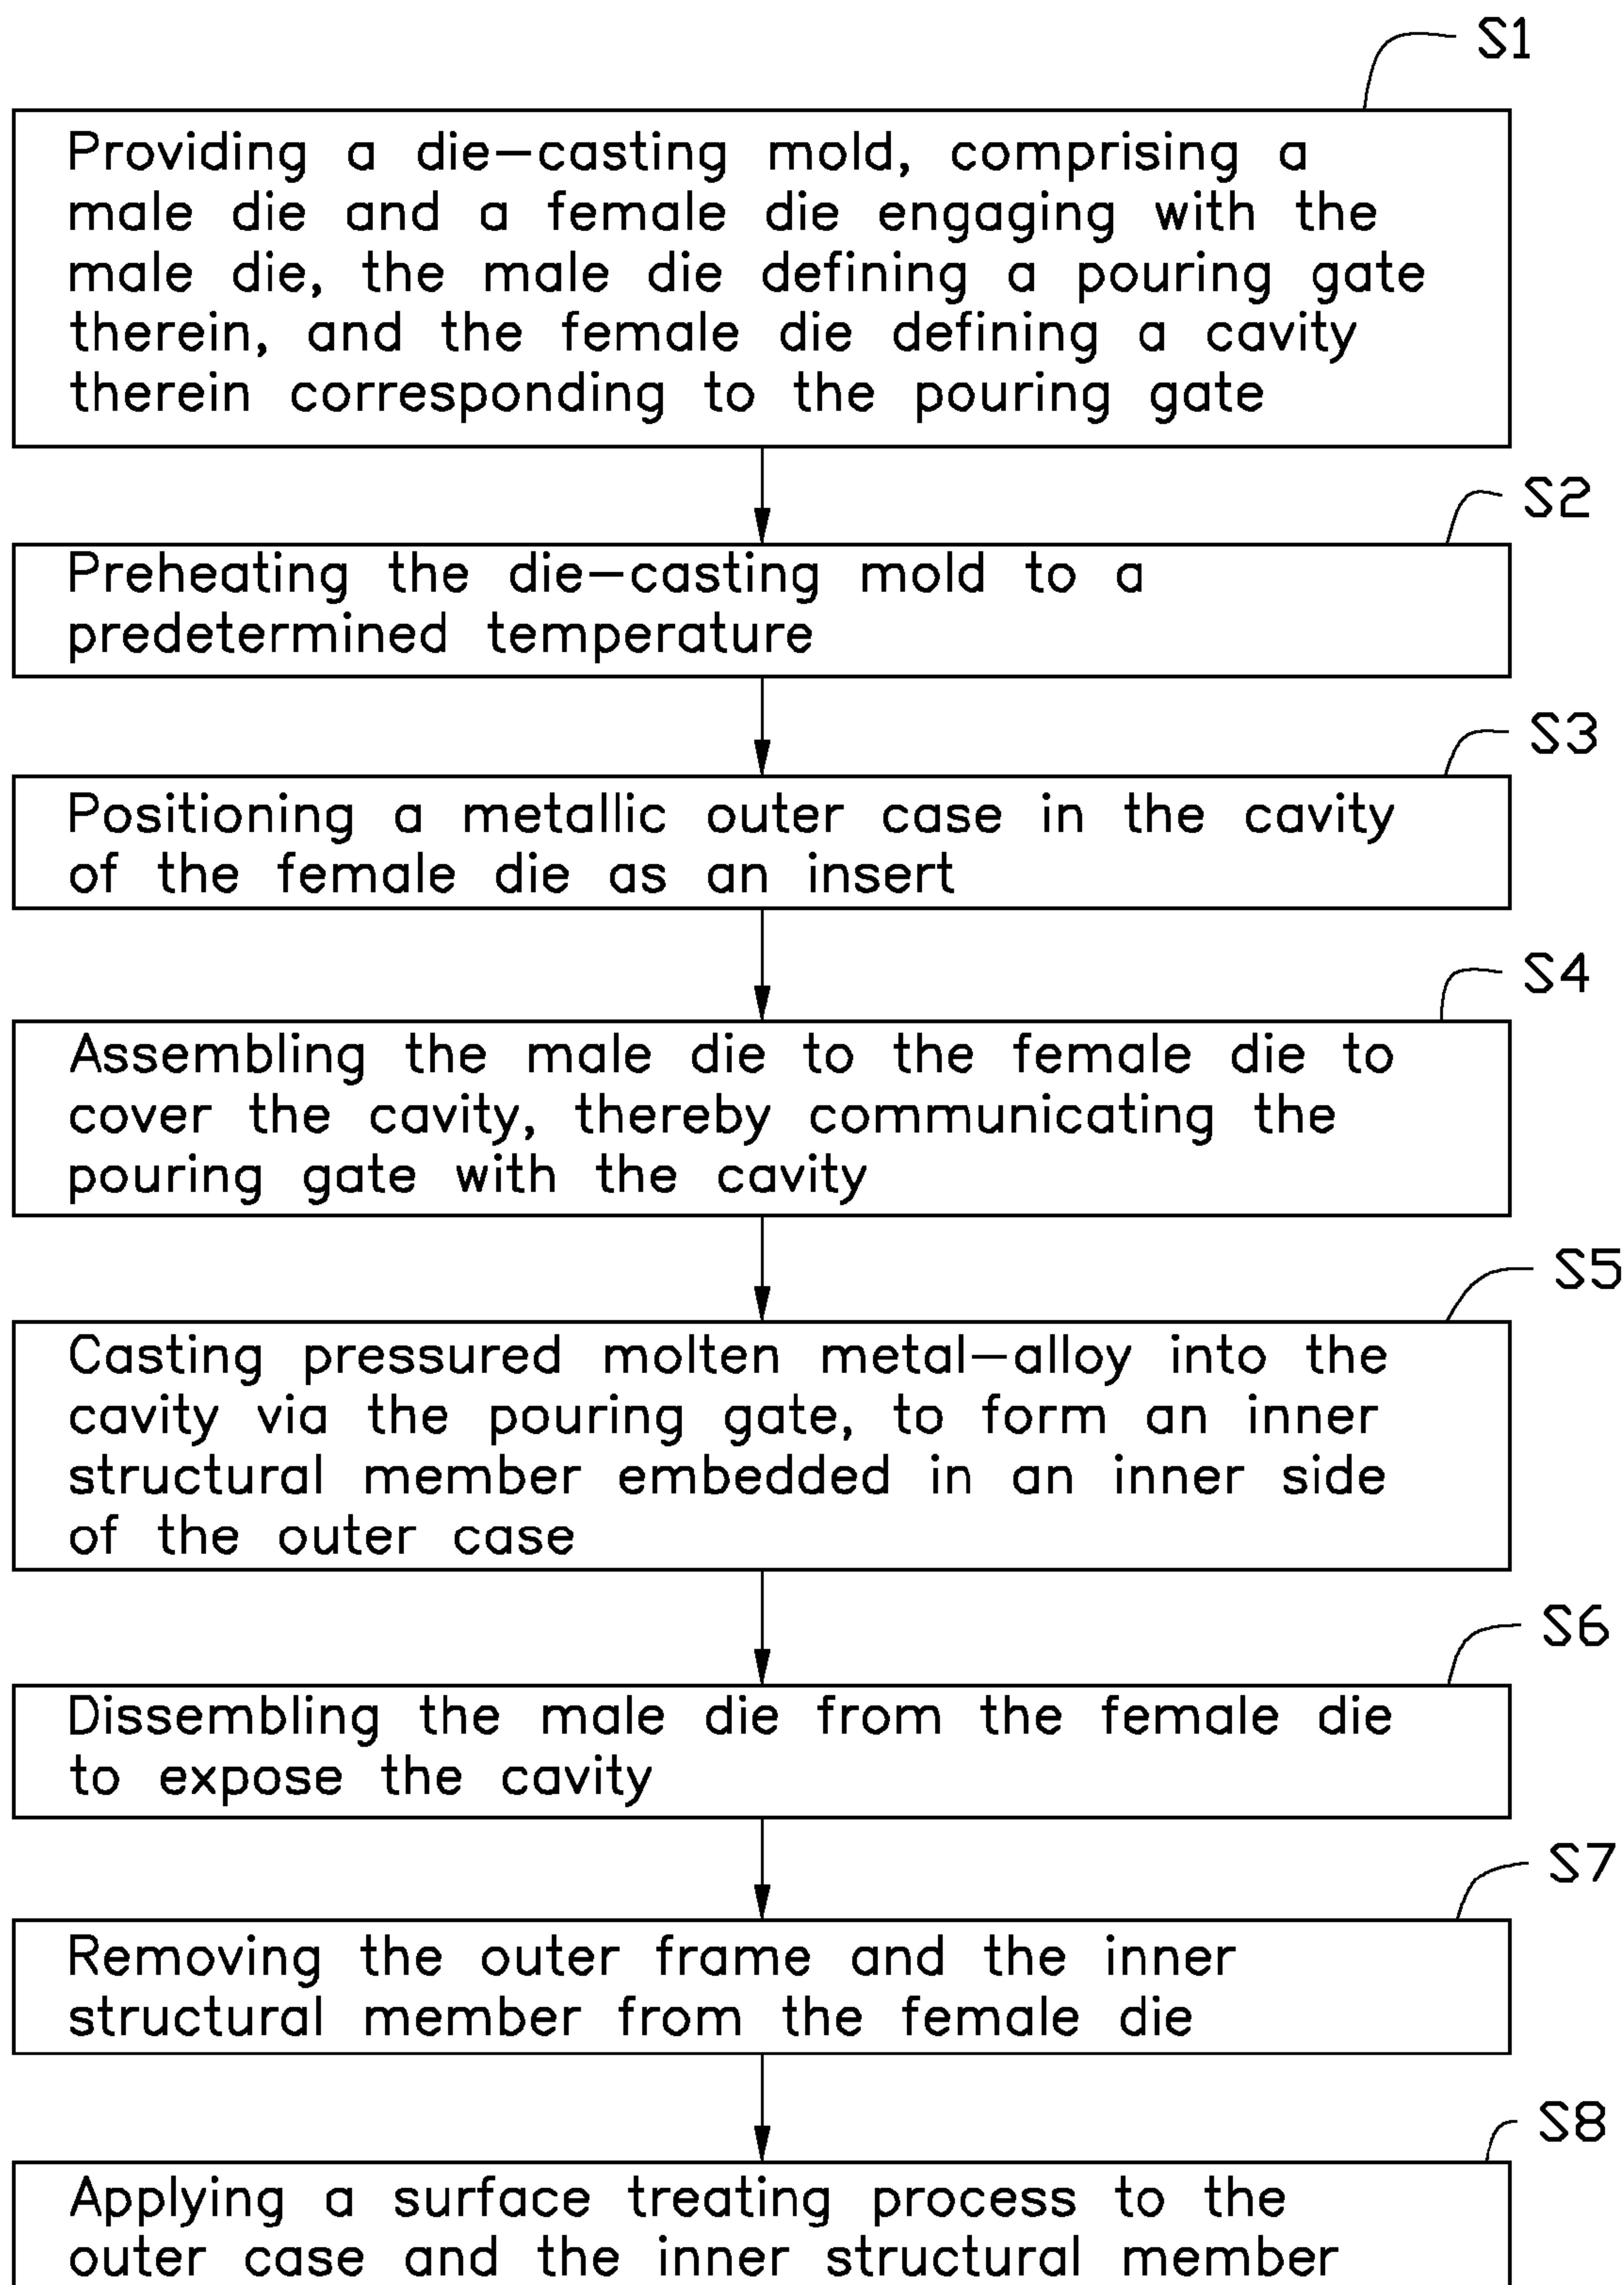 S1
Providing a die-casting mold, comprising a
male die and a female die engaging with the
male die, the male die defining a pouring gate
therein, and the female die defining a cavity
therein corresponding to the pouring gate
S2
Preheating the die-casting mold to a
predetermined temperature
S3
Positioning a metallic outer case in the cavity
of the female die as an insert
S4
Assembling the male die to the female die to
cover the cavity, thereby communicating the
pouring gate with the cavity
S5
Casting pressured molten metal-alloy into the
cavity via the pouring gate, to form an inner
structural member embedded in an inner side
of the outer case
S6
Dissembling the male die from the female die
to expose the cavity
S7
Removing the outer frame and the inner
structural member from the female die
S8
Applying a surface treating process to the
outer case and the inner structural member